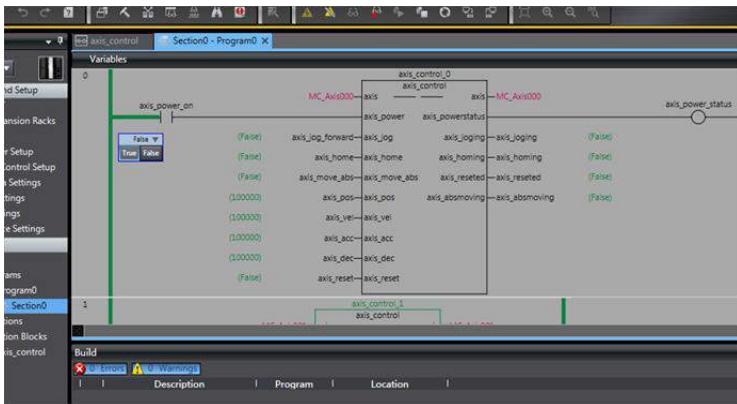 axis_control
Section0 - Program0 X
Variables
0
axis_control_0
axis_control
MC_Axis000 axis axis MC_Axis000
axis_power_on axis_power axis_powerstatus axis_power_status
False
True False
(False) axis_jog_forward axis_jog axis_joging axis_joging (False)
(False) axis_home axis_home axis_homing axis_homing (False)
(False) axis_move_abs axis_move_abs axis_reseted axis_reseted (False)
(100000) axis_pos axis_pos axis_absmoving axis_absmoving (False)
(100000) axis_vel axis_vel
(100000) axis_acc axis_acc
(100000) axis_dec axis_dec
(False) axis_reset axis_reset
1
axis_control_1
axis_control
nd Setup
ansion Racks
r Setup
Control Setup
Settings
ttings
ngs
ce Settings
ams
rogram0
Section0
tions
tion Blocks
xis_control
Build
0 Errors 0 Warnings
Description Program Location